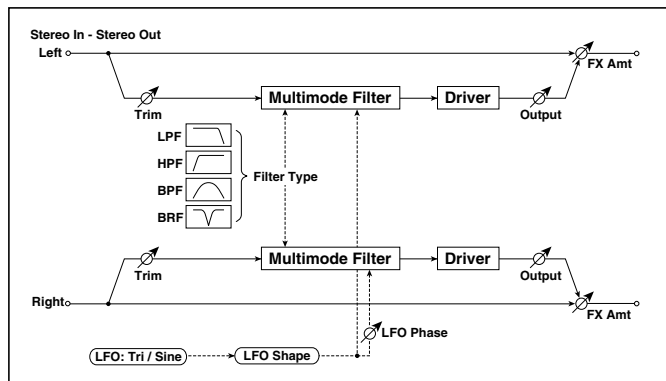 Stereo In - Stereo Out
Left
FX Amt
Trim
Multimode Filter
Driver
Output
LPF
HPF
BPF
BRF
Filter Type
Trim
Multimode Filter
Driver
Output
Right
FX Amt
LFO Phase
LFO: Tri / Sine
LFO Shape